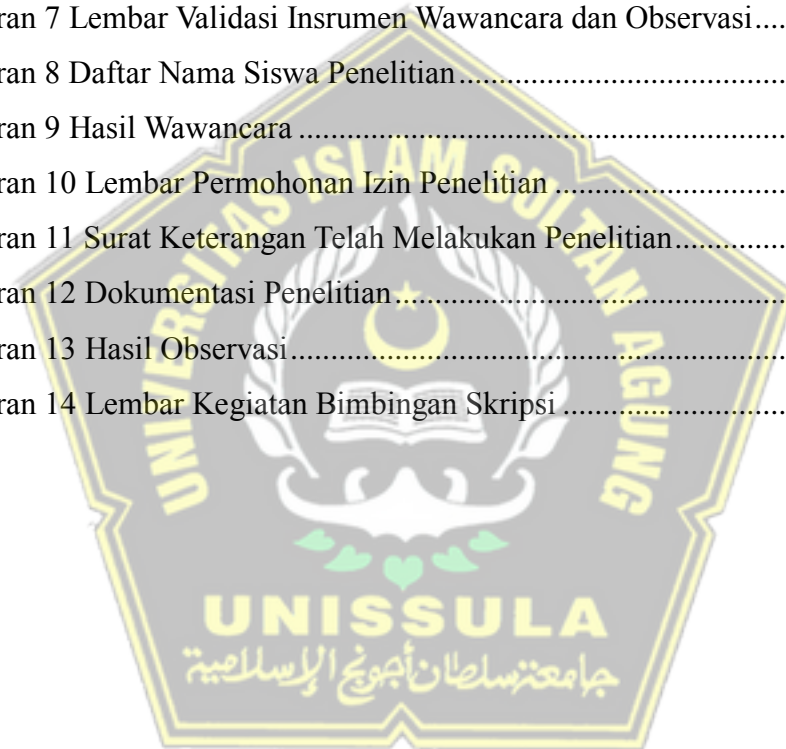 ran 7 Lembar Validasi Insrumen Wawancara dan Observasi....
ran 8 Daftar Nama Siswa Penelitian.......................................
ran 9 Hasil Wawancara ............................................................
ran 10 Lembar Permohonan Izin Penelitian .............................
ran 11 Surat Keterangan Telah Melakukan Penelitian..............
ran 12 Dokumentasi Penelitian................................................
ran 13 Hasil Observasi.............................................................
ran 14 Lembar Kegiatan Bimbingan Skripsi ............................
UNIVERSITAS ISLAM SULTAN AGUNG
UNISSULA
جامعة سلطان أجونج الإسلامية